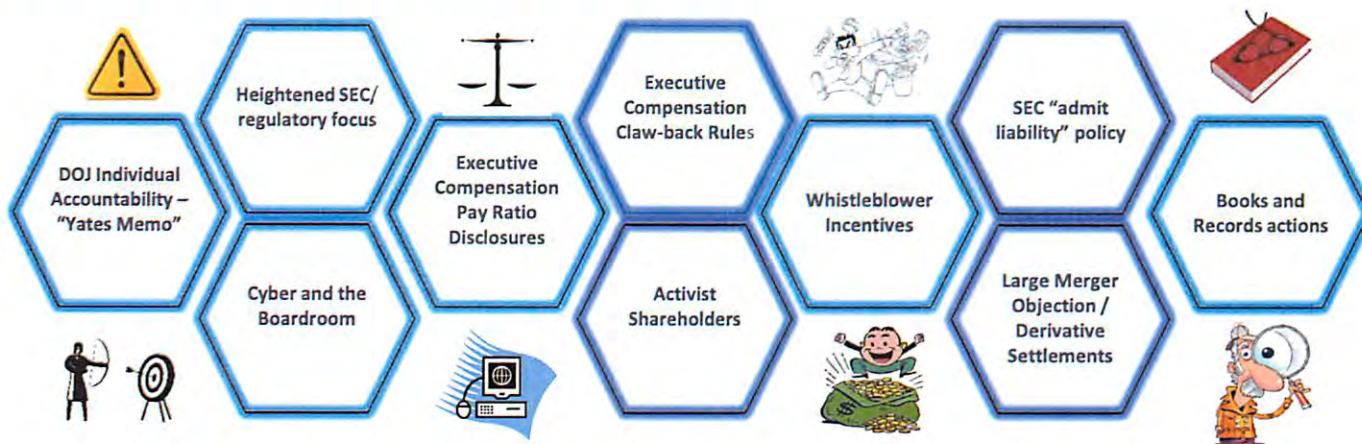 DOJ Individual
Accountability –
“Yates Memo”
Heightened SEC/
regulatory focus
Cyber and the
Boardroom
Executive
Compensation
Pay Ratio
Disclosures
Executive
Compensation
Claw-back Rules
Activist
Shareholders
Whistleblower
Incentives
SEC “admit
liability” policy
Large Merger
Objection /
Derivative
Settlements
Books and
Records actions
$